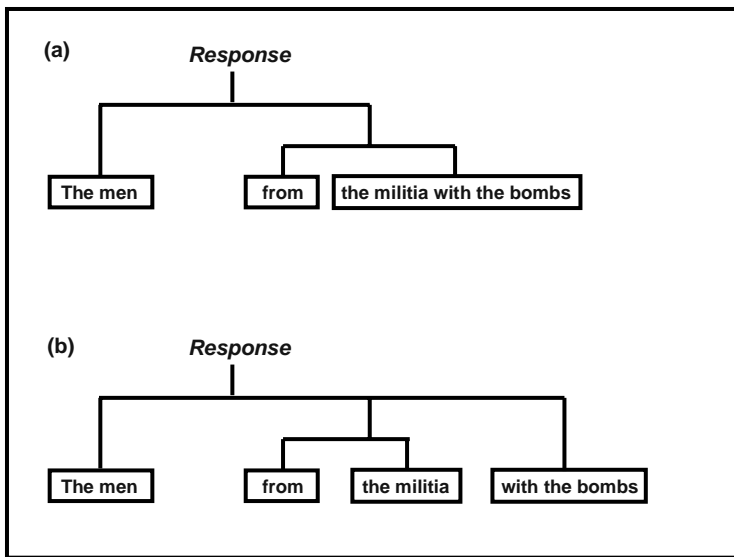 (a)
Response
The men from the militia with the bombs
(b)
Response
The men from the militia with the bombs